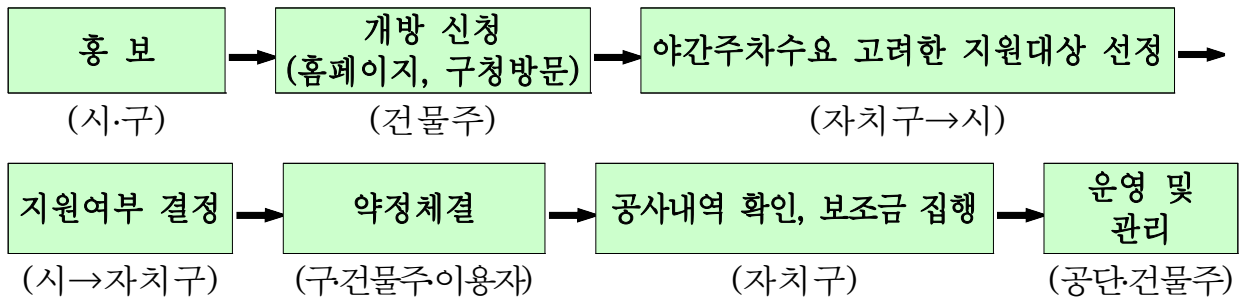 홍 보
개방 신청
(홈페이지, 구청방문)
야간주차수요 고려한 지원대상 선정
(시·구)
(건물주)
(자치구→시)
지원여부 결정
약정체결
공사내역 확인, 보조금 집행
운영 및
관리
(시→자치구)
(구·건물주·이용자)
(자치구)
(공단·건물주)